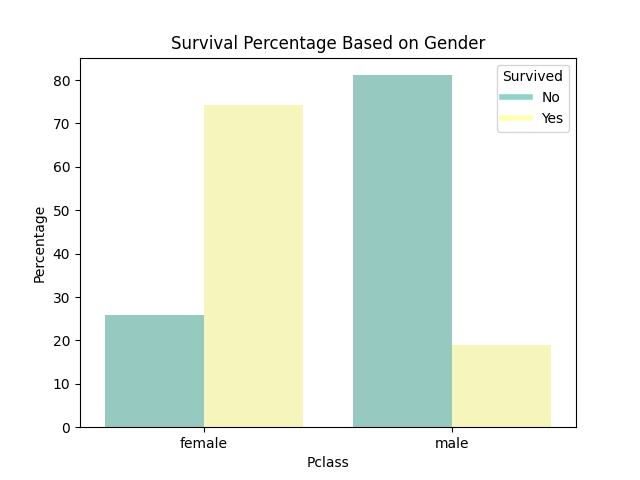 Survival Percentage Based on Gender
Survived
No
Yes
80
70
60
50
40
30
20
10
0
Percentage
female
male
Pclass